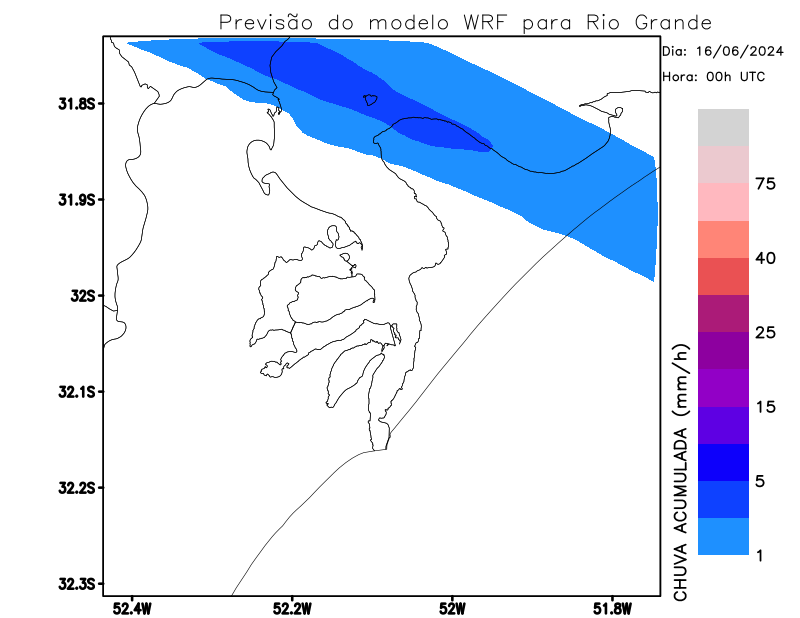 Previsão do modelo WRF para Rio Grande
Dia: 16/06/2024
Hora: 00h UTC
31.8S
31.9S
32S
32.1S
32.2S
32.3S
52.4W
52.2W
52W
51.8W
75
40
25
15
5
1
CHUVA ACUMULADA (mm/h)